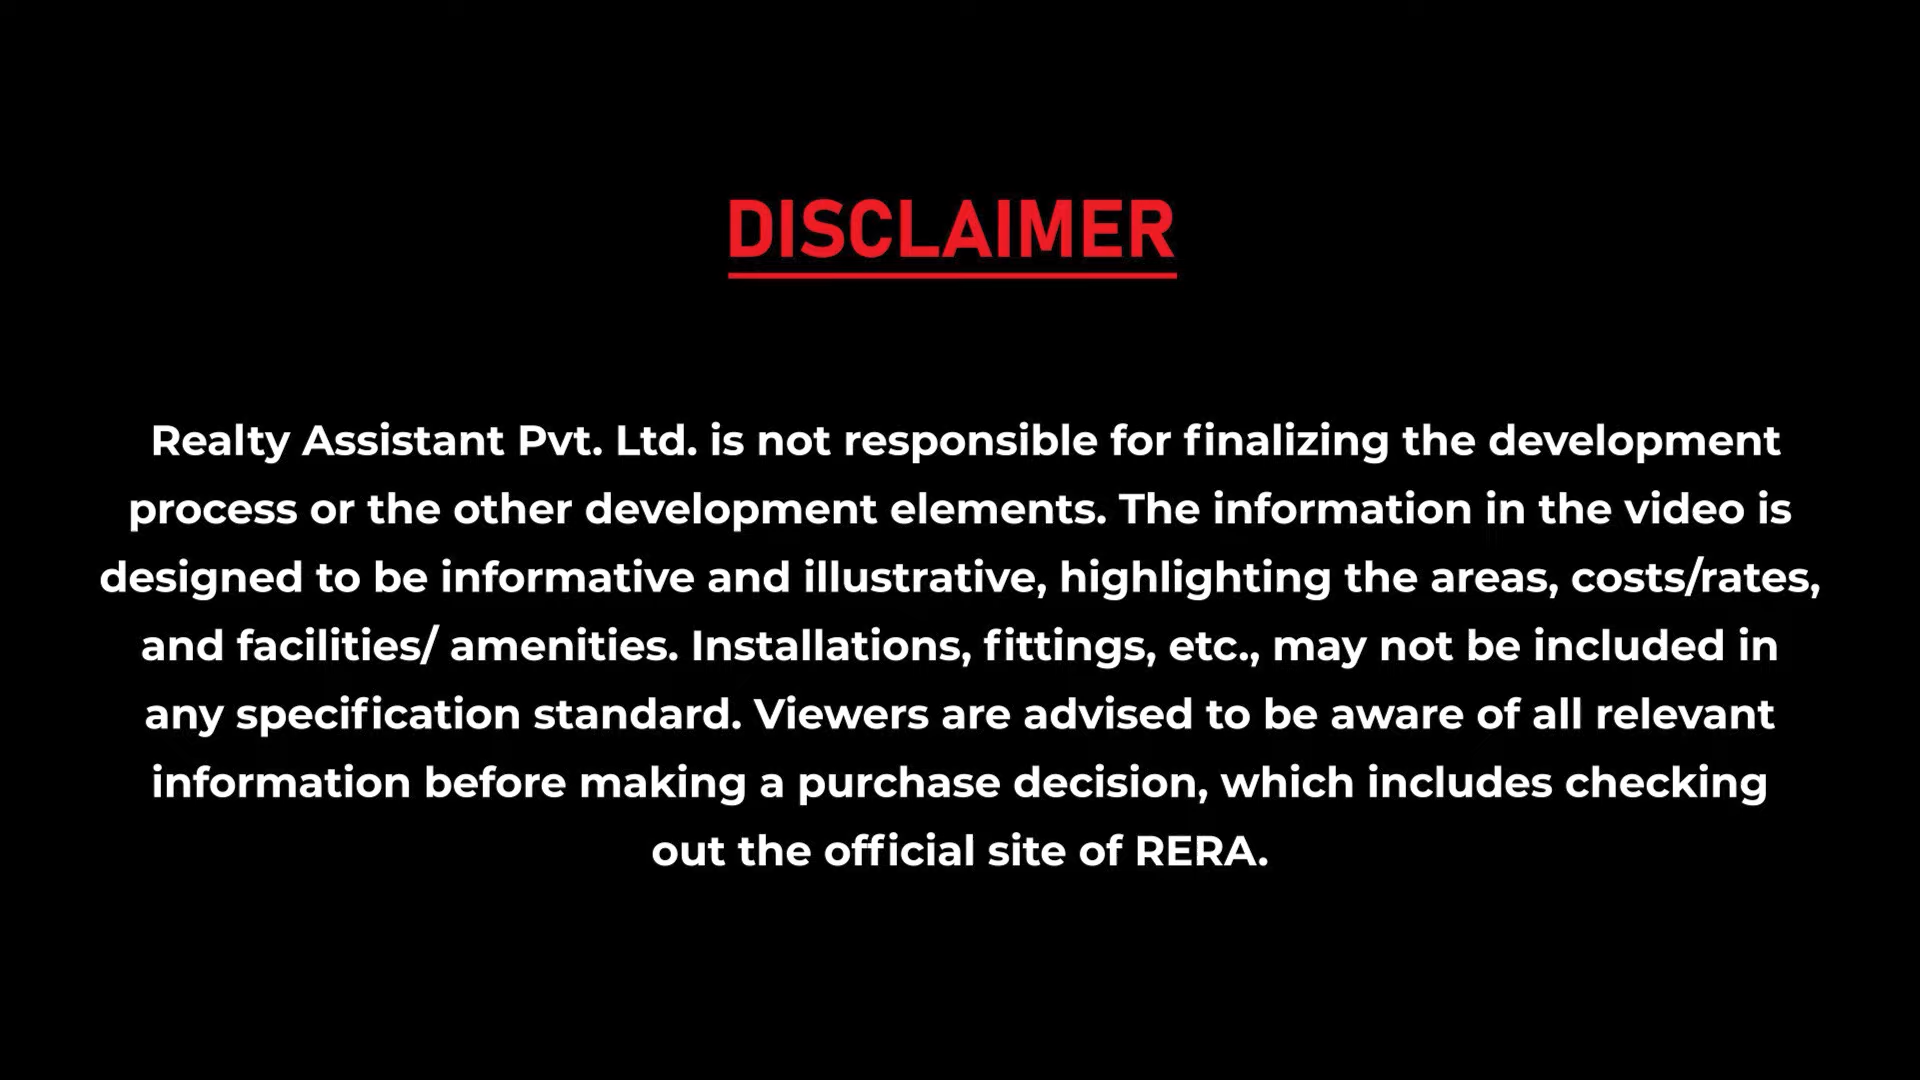 DISCLAIMER
Realty Assistant Pvt. Ltd. is not responsible for finalizing the development
process or the other development elements. The information in the video is
designed to be informative and illustrative, highlighting the areas, costs/rates,
and facilities/ amenities. Installations, fittings, etc., may not be included in
any specification standard. Viewers are advised to be aware of all relevant
information before making a purchase decision, which includes checking
out the official site of RERA.